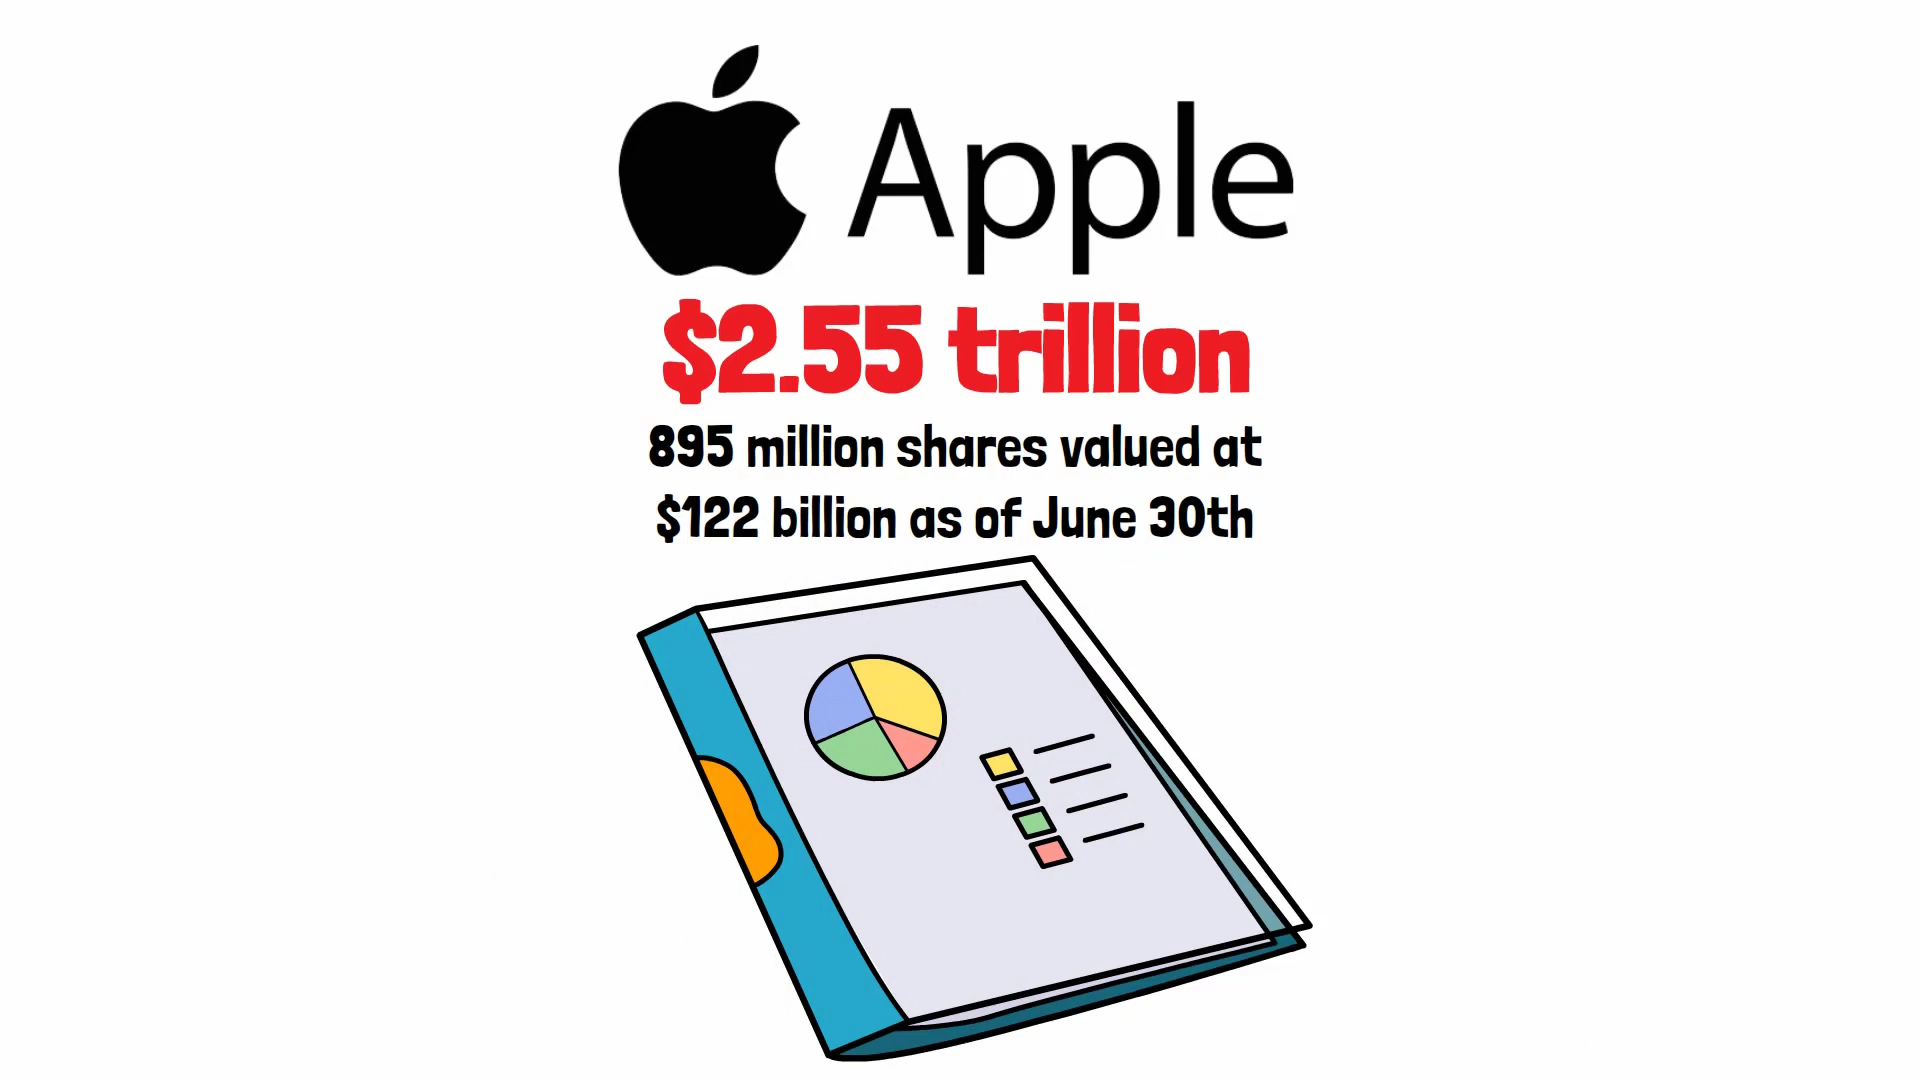 Apple
$2.55 trillion
895 million shares valued at
$122 billion as of June 30th